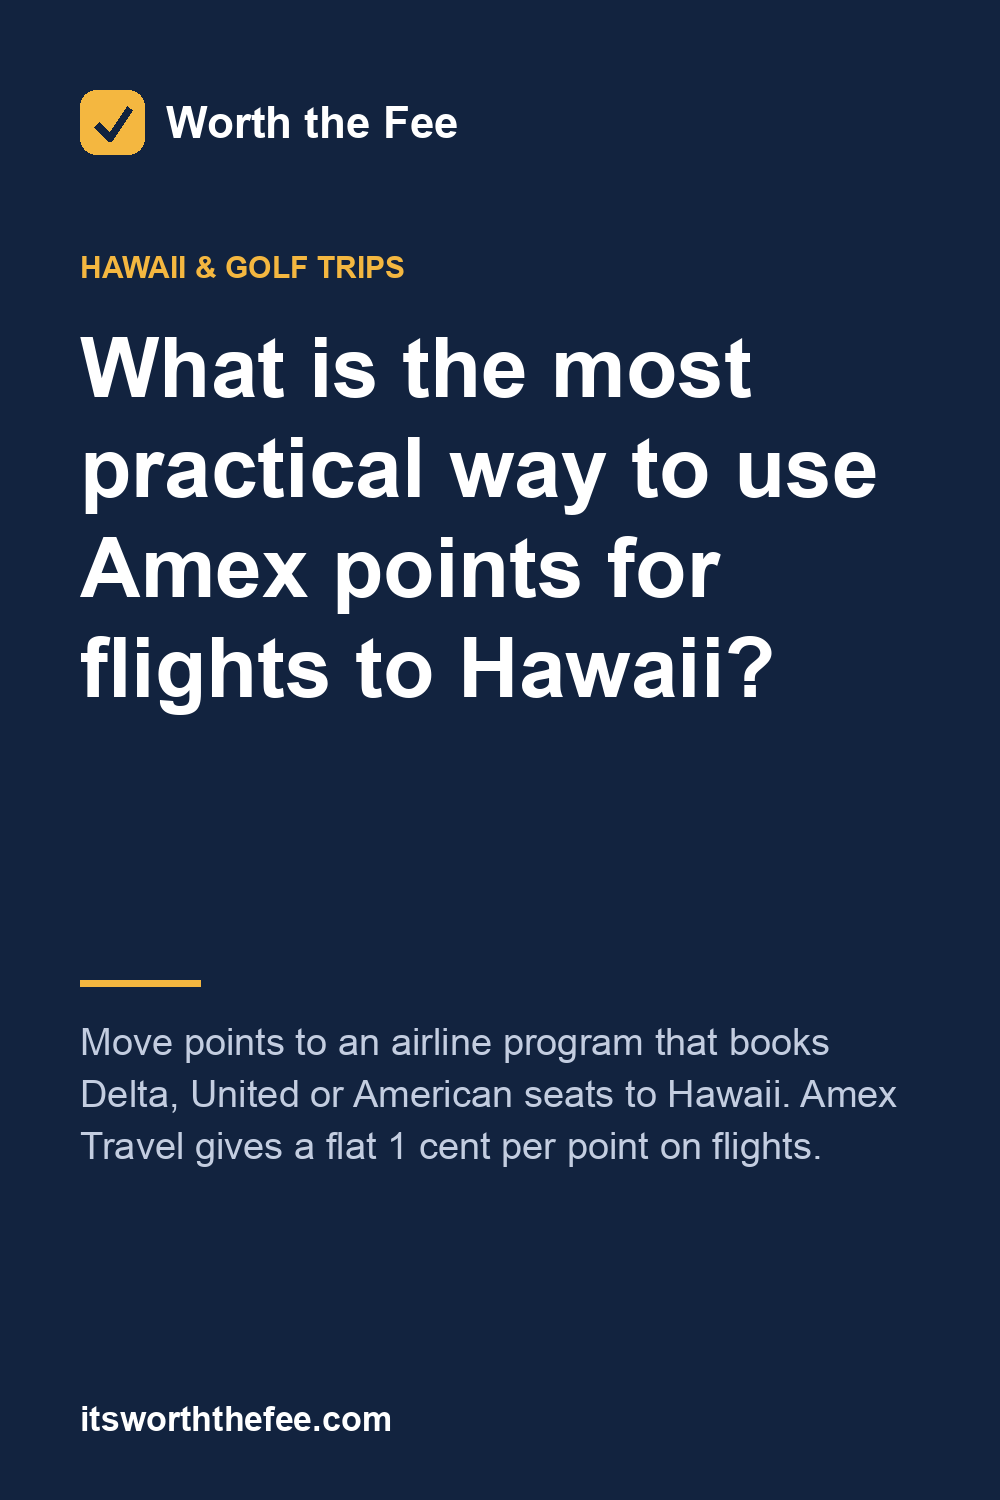 Worth the Fee
HAWAII & GOLF TRIPS
What is the most
practical way to use
Amex points for
flights to Hawaii?
Move points to an airline program that books
Delta, United or American seats to Hawaii. Amex
Travel gives a flat 1 cent per point on flights.
itsworththefee.com